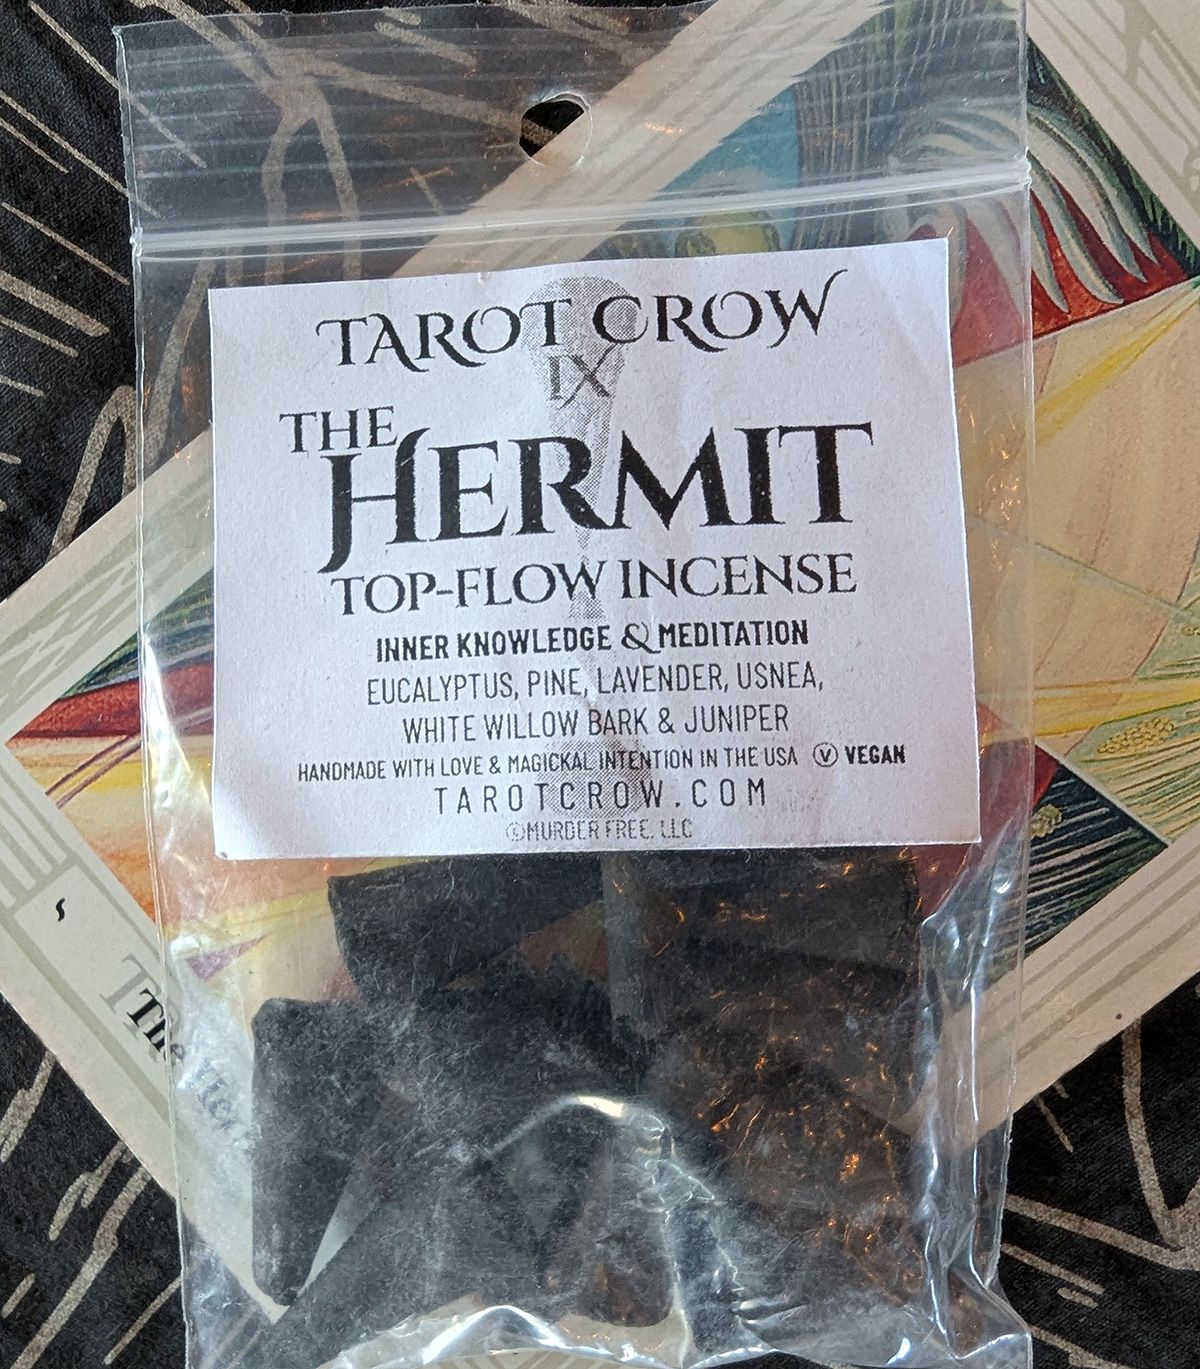 TAROT CROW
IX
THE
HERMIT
TOP-FLOW INCENSE
INNER KNOWLEDGE & MEDITATION
EUCALYPTUS, PINE, LAVENDER, USNEA,
WHITE WILLOW BARK & JUNIPER
HANDMADE WITH LOVE & MAGICKAL INTENTION IN THE USA Ⓥ VEGAN
TAROTCROW.COM
©MURDER FREE, LLC
The